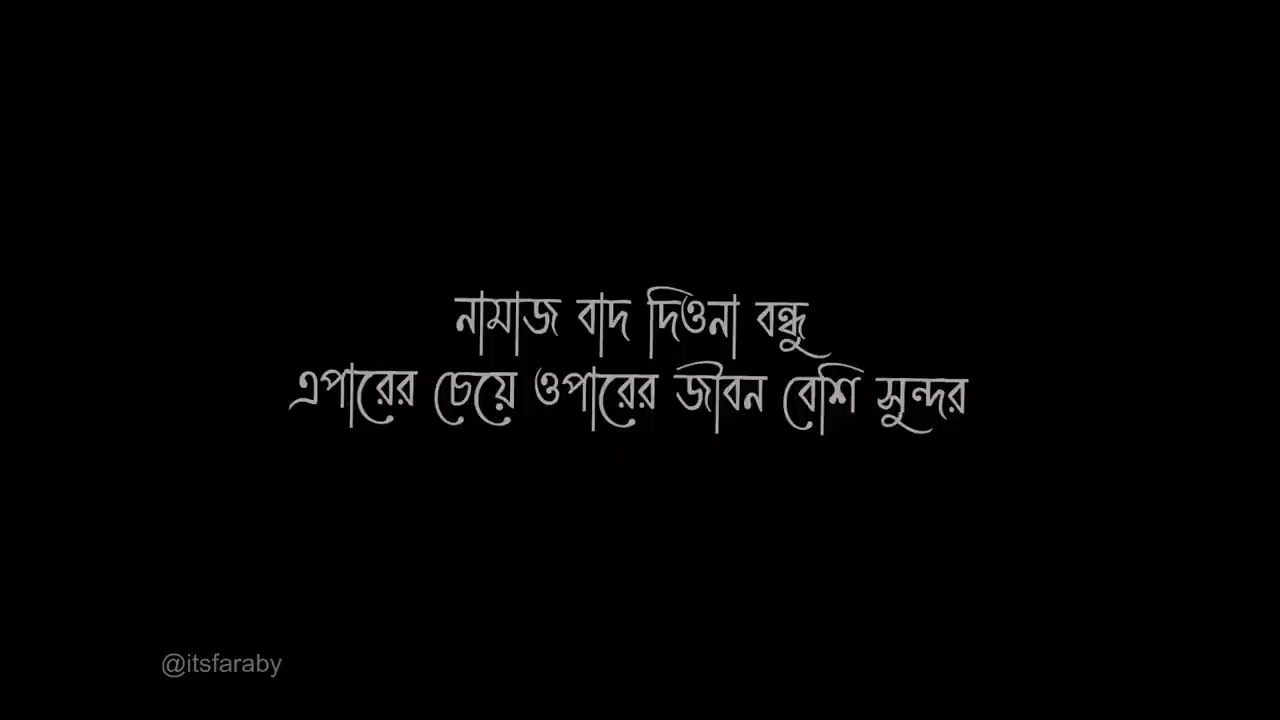 নামাজ বাদ দিওনা বন্ধু
এপারের চেয়ে ওপারের জীবন বেশি সুন্দর
@itsfaraby